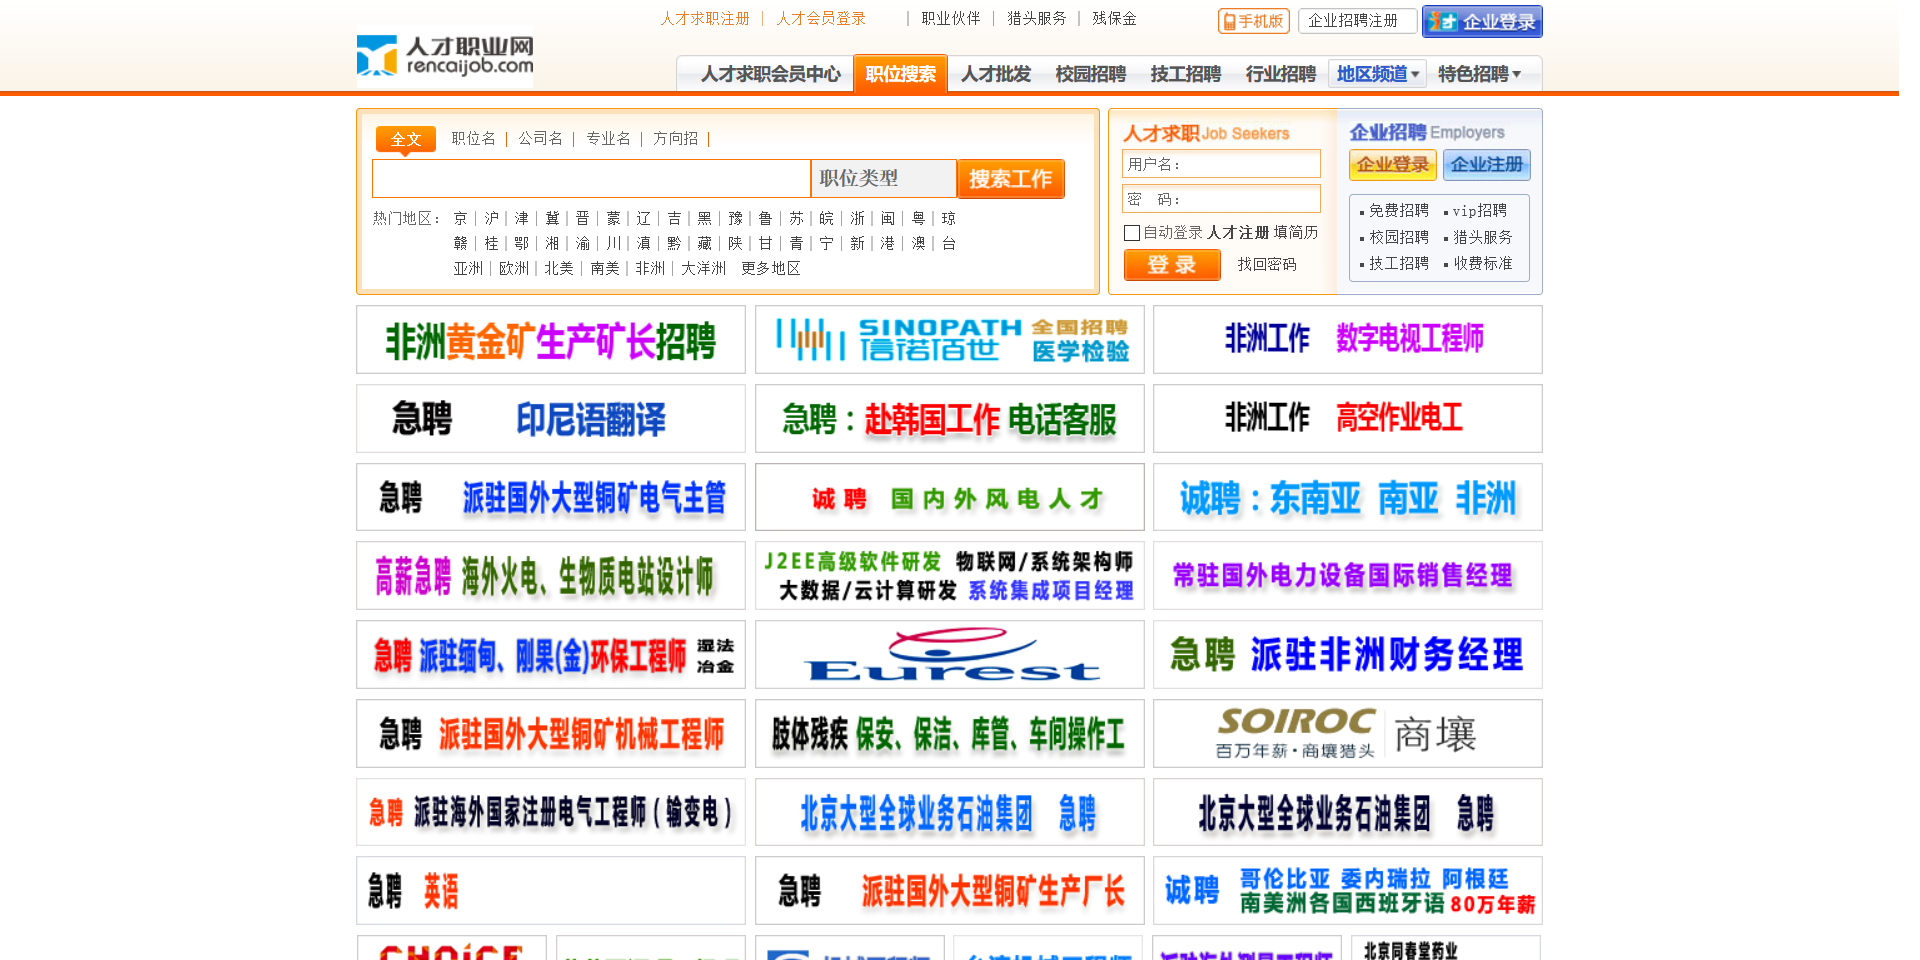 人才求职注册 | 人才会员登录 | 职业伙伴 | 猎头服务 | 残保金
手机版 企业招聘注册 企业登录
人才职业网
rencaijob.com
人才求职会员中心 职位搜索 人才批发 校园招聘 技工招聘 行业招聘 地区频道▼ 特色招聘▼
全文 职位名 | 公司名 | 专业名 | 方向招 |
职位类型 搜索工作
热门地区: 京 | 沪 | 津 | 冀 | 晋 | 蒙 | 辽 | 吉 | 黑 | 豫 | 鲁 | 苏 | 皖 | 浙 | 闽 | 粤 | 琼
赣 | 桂 | 鄂 | 湘 | 渝 | 川 | 滇 | 黔 | 藏 | 陕 | 甘 | 青 | 宁 | 新 | 港 | 澳 | 台
亚洲 | 欧洲 | 北美 | 南美 | 非洲 | 大洋洲 更多地区
人才求职 Job Seekers
用户名:
密 码:
自动登录 人才注册 填简历
登 录 找回密码
企业招聘 Employers
企业登录 企业注册
免费招聘 vip招聘
校园招聘 猎头服务
技工招聘 收费标准
非洲黄金矿生产矿长招聘
SINOPATH 全国招聘
信诺佰世 医学检验
非洲工作 数字电视工程师
急聘 印尼语翻译
急聘:赴韩国工作 电话客服
非洲工作 高空作业电工
急聘 派驻国外大型铜矿电气主管
诚 聘 国内外风电人才
诚聘:东南亚 南亚 非洲
高薪急聘 海外火电、生物质电站设计师
J2EE高级软件研发 物联网/系统架构师
大数据/云计算研发 系统集成项目经理
常驻国外电力设备国际销售经理
急聘 派驻缅甸、刚果(金)环保工程师 湿法
冶金
Eurest
急聘 派驻非洲财务经理
急聘 派驻国外大型铜矿机械工程师
肢体残疾 保安、保洁、库管、车间操作工
SOIROC 商壤
百万年薪·商壤猎头
急聘 派驻海外国家注册电气工程师(输变电)
北京大型全球业务石油集团 急聘
北京大型全球业务石油集团 急聘
急聘 英语
急聘 派驻国外大型铜矿生产厂长
诚聘 哥伦比亚 委内瑞拉 阿根廷
南美洲各国西班牙语 80万年薪
CHOICE
北京同春堂药业